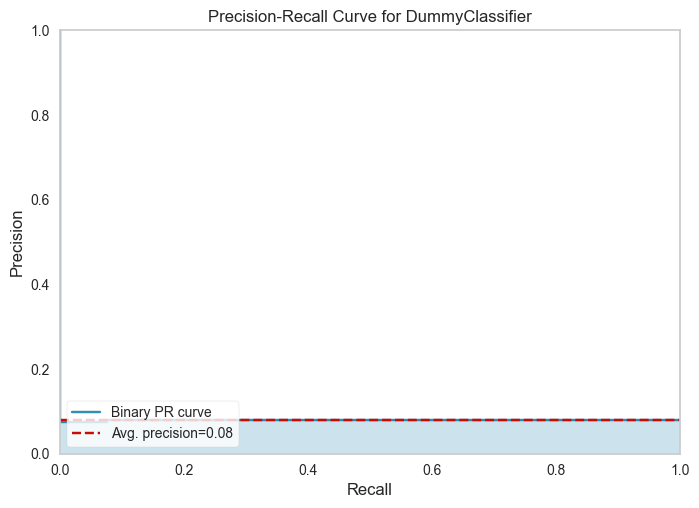 Precision-Recall Curve for DummyClassifier
1.0
0.8
0.6
0.4
0.2
0.0
Precision
Binary PR curve
Avg. precision=0.08
0.0 0.2 0.4 0.6 0.8 1.0
Recall